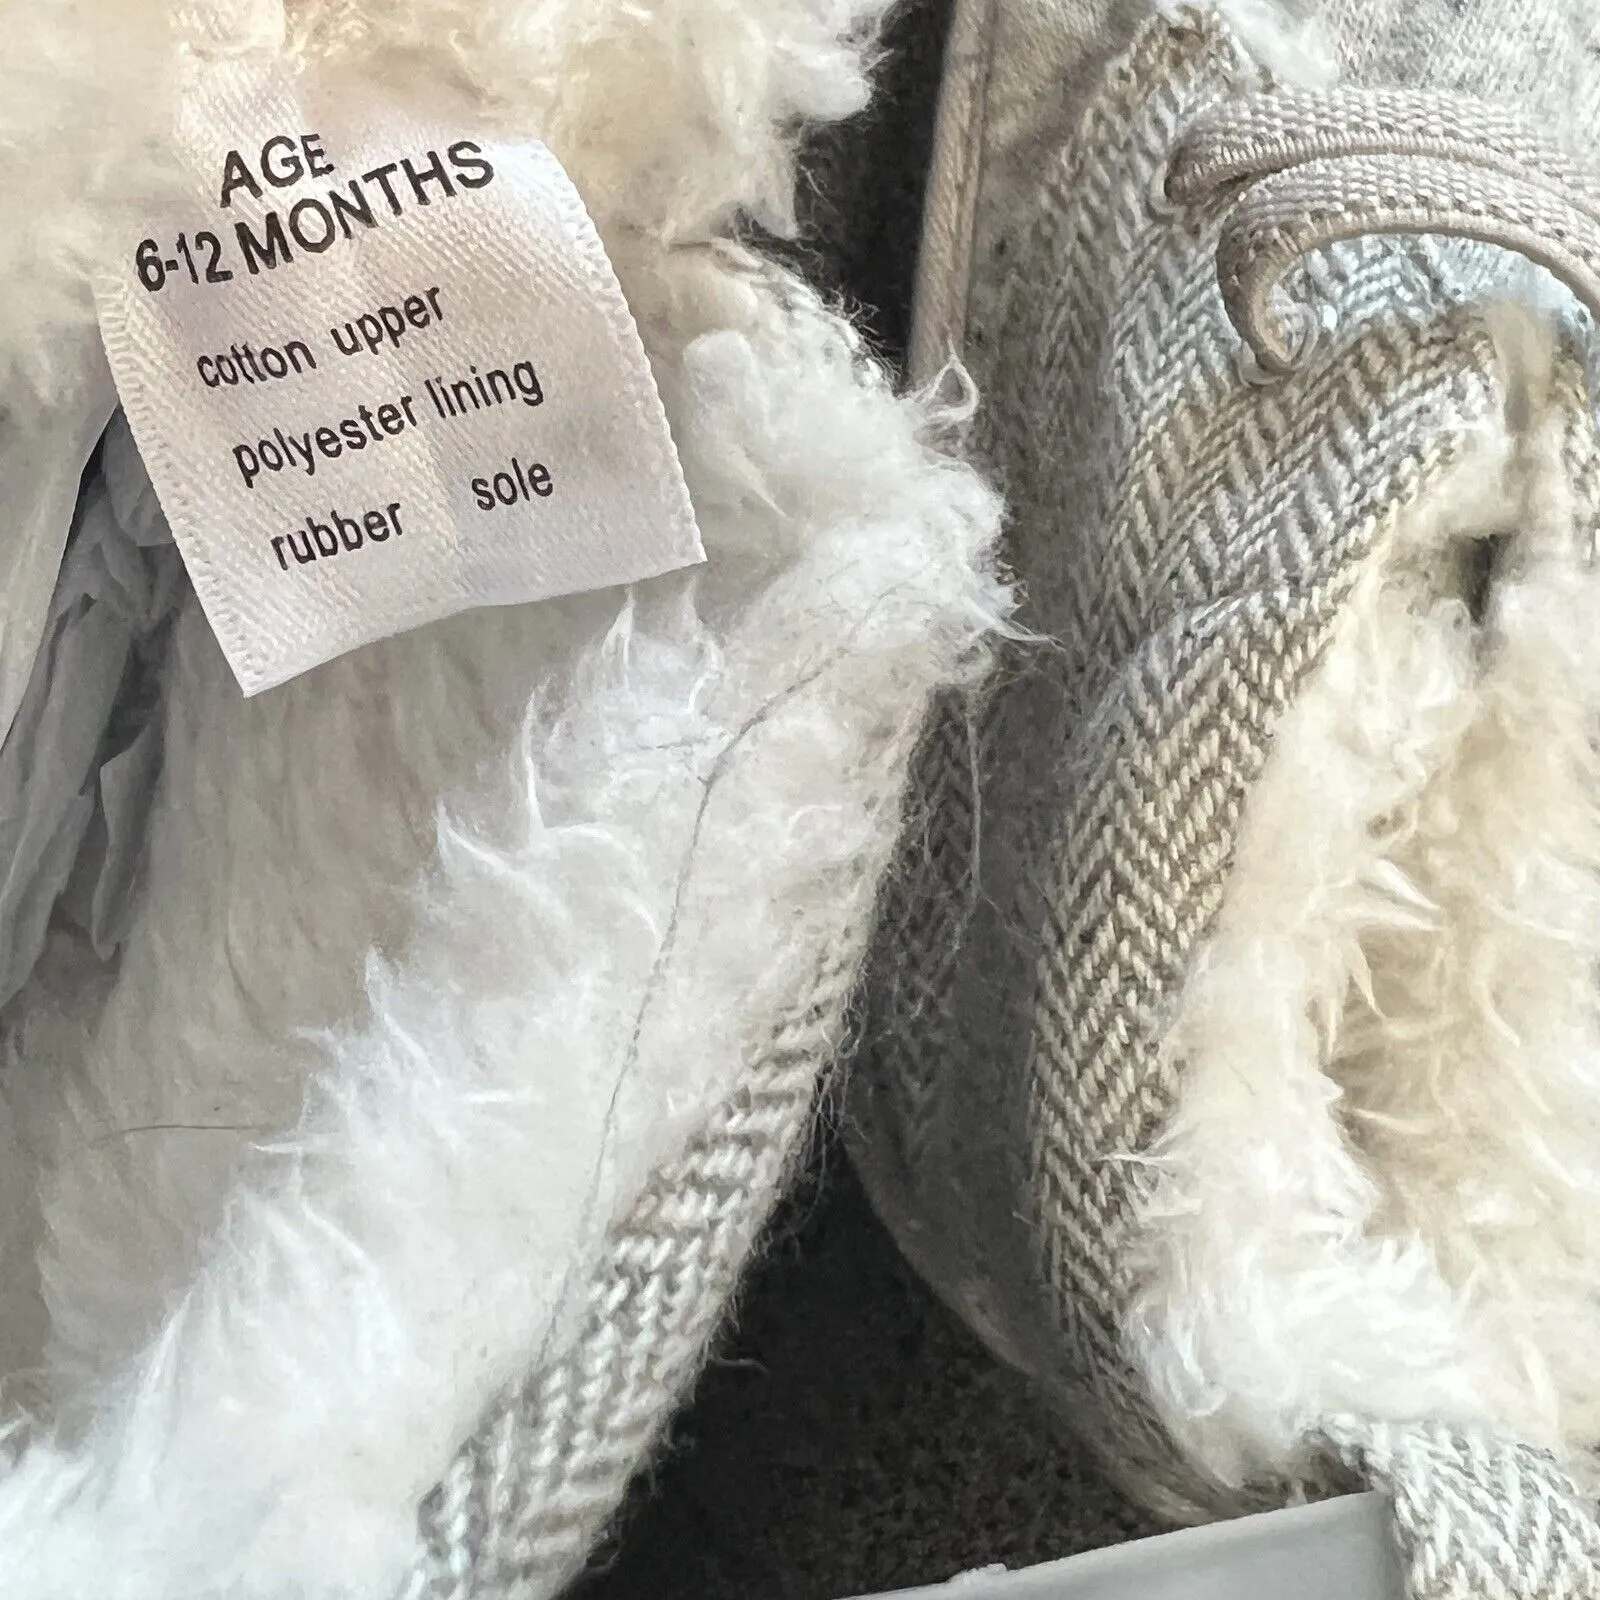 AGE
6-12 MONTHS
cotton upper
polyester lining
rubber sole